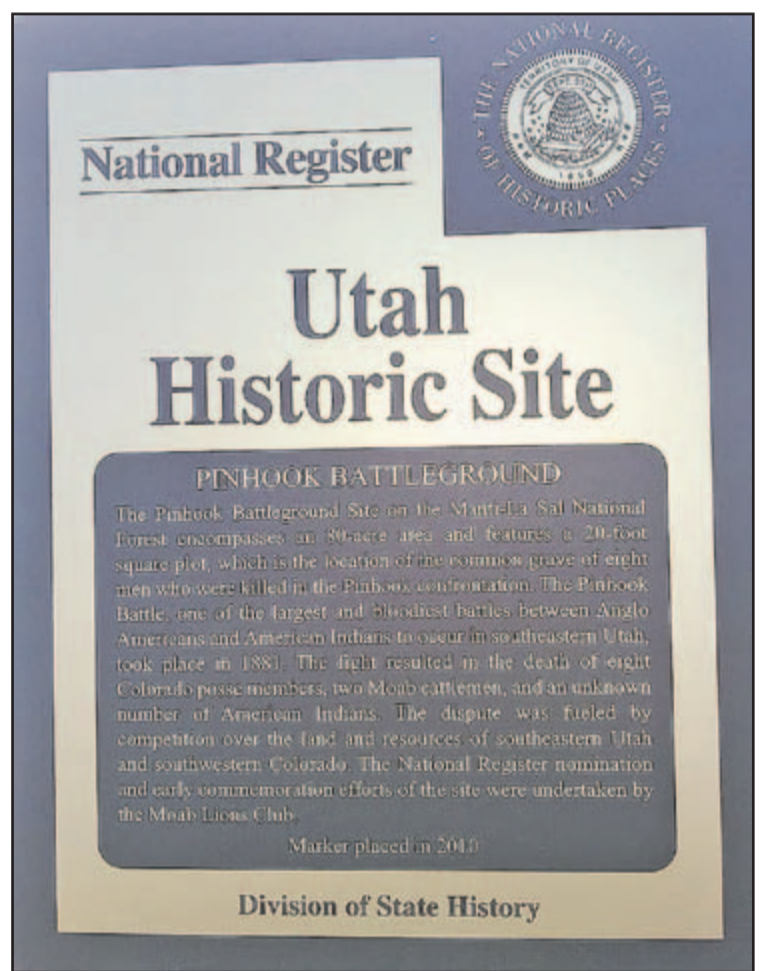 THE NATIONAL REGISTER
OF HISTORIC PLACES
TERRITORY OF UTAH
National Register
Utah
Historic Site
PINHOOK BATTLEGROUND
The Pinhook Battleground Site on the Manti-La Sal National
Forest encompasses an 80-acre area and features a 20-foot
square plot, which is the location of the common grave of eight
men who were killed in the Pinhook confrontation. The Pinhook
Battle, one of the largest and bloodiest battles between Anglo
Americans and American Indians to occur in southeastern Utah,
took place in 1881. The fight resulted in the death of eight
Colorado posse members, two Moab cattlemen, and an unknown
number of American Indians. The dispute was fueled by
competition over the land and resources of southeastern Utah
and southwestern Colorado. The National Register nomination
and early commemoration efforts of the site were undertaken by
the Moab Lions Club.
Marker placed in
Division of State History